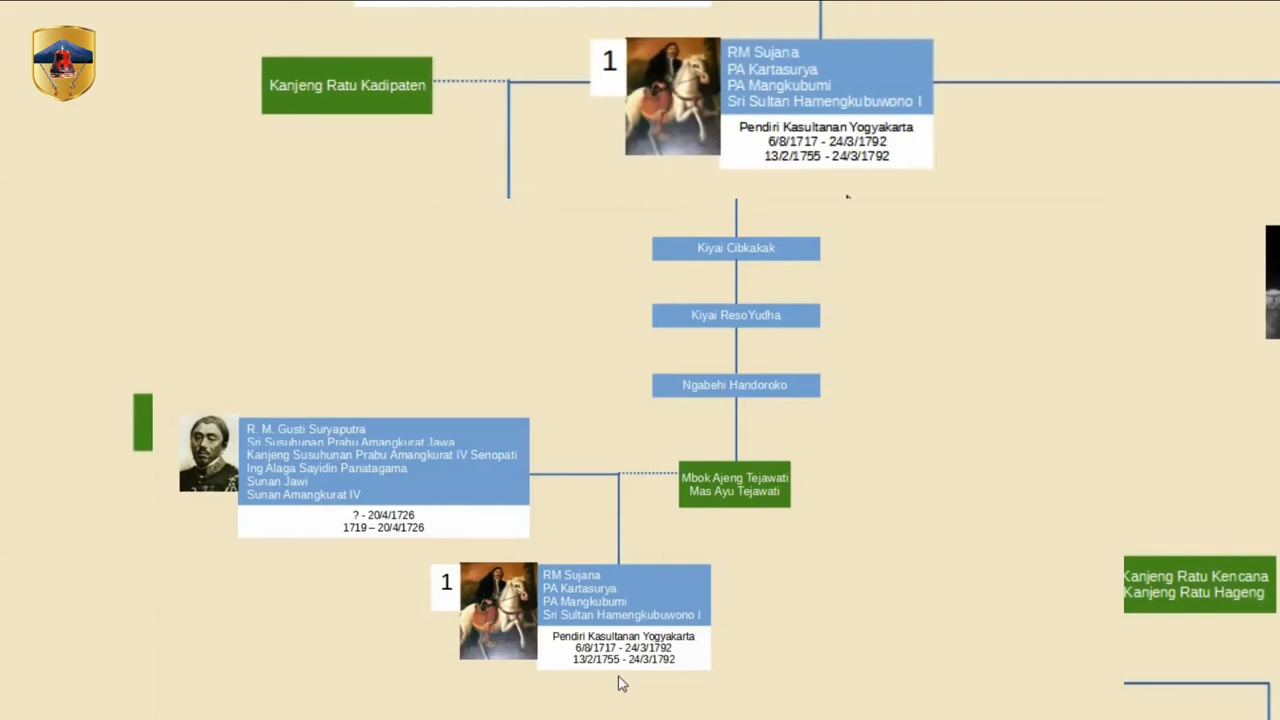 Kanjeng Ratu Kadipaten
1
RM Sujana
PA Kartasurya
PA Mangkubumi
Sri Sultan Hamengkubuwono I
Pendiri Kasultanan Yogyakarta
6/8/1717 - 24/3/1792
13/2/1755 - 24/3/1792
Kiyai Cibkakak
Kiyai ResoYudha
Ngabehi Handoroko
R. M. Gusti Suryaputra
Sri Susuhunan Prabu Amangkurat Jawa
Kanjeng Susuhunan Prabu Amangkurat IV Senopati
Ing Alaga Sayidin Panatagama
Sunan Jawi
Sunan Amangkurat IV
? - 20/4/1726
1719 – 20/4/1726
Mbok Ajeng Tejawati
Mas Ayu Tejawati
1
RM Sujana
PA Kartasurya
PA Mangkubumi
Sri Sultan Hamengkubuwono I
Pendiri Kasultanan Yogyakarta
6/8/1717 - 24/3/1792
13/2/1755 - 24/3/1792
Kanjeng Ratu Kencana
Kanjeng Ratu Hageng